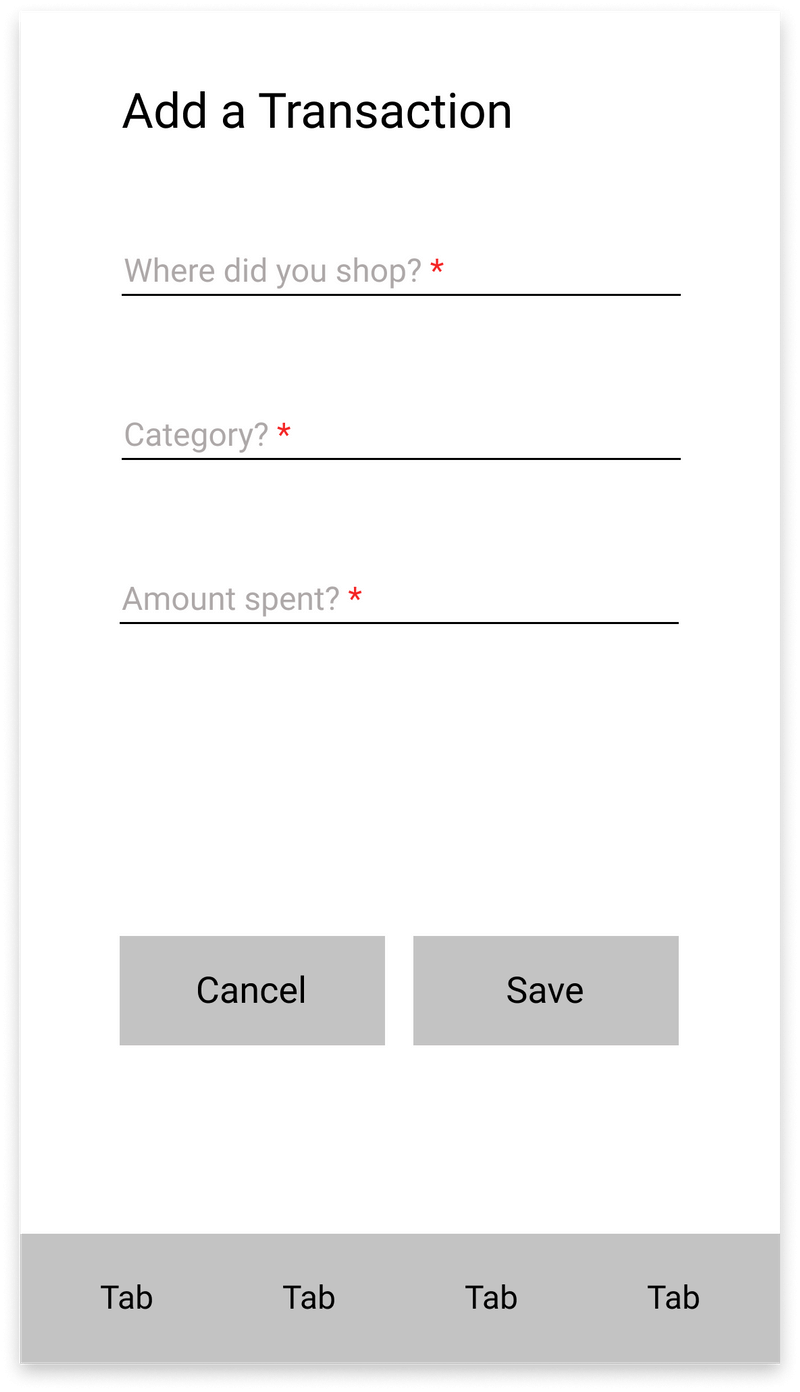 Add a Transaction
Where did you shop? *
Category? *
Amount spent? *
Cancel Save
Tab Tab Tab Tab